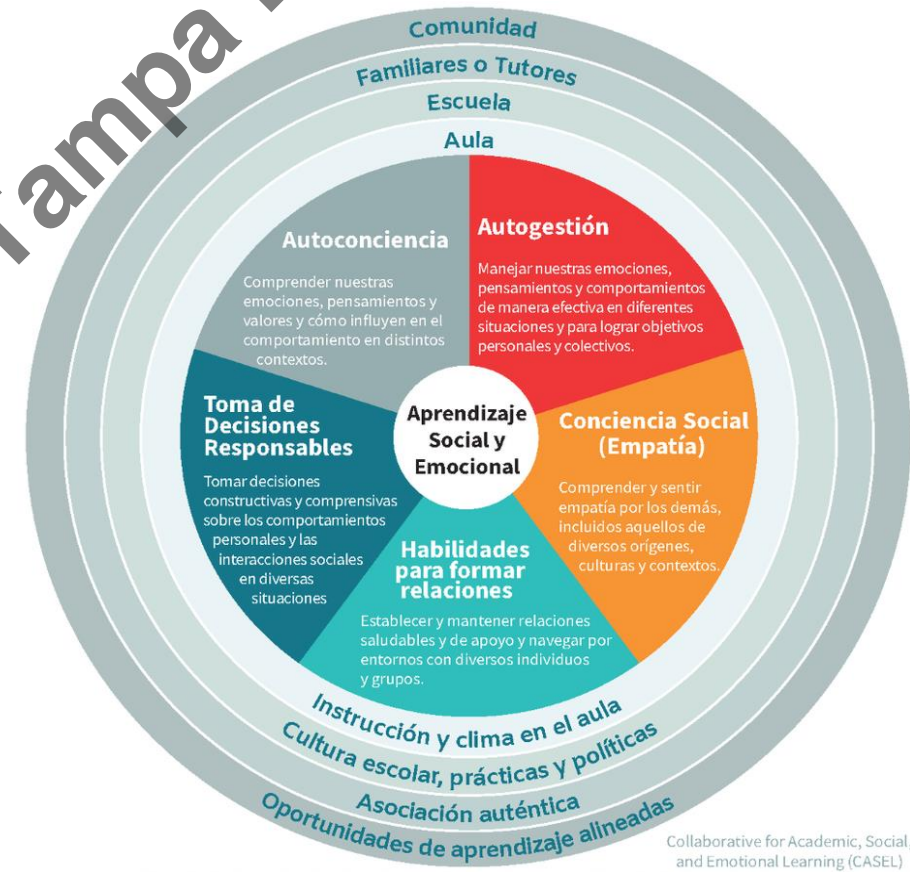 Tampa
Comunidad
Familiares o Tutores
Escuela
Aula
Autoconciencia
Comprender nuestras
emociones, pensamientos y
valores y cómo influyen en el
comportamiento en distintos
contextos.
Autogestión
Manejar nuestras emociones,
pensamientos y comportamientos
de manera efectiva en diferentes
situaciones y para lograr objetivos
personales y colectivos.
Toma de
Decisiones
Responsables
Tomar decisiones
constructivas y comprensivas
sobre los comportamientos
personales y las
interacciones sociales
en diversas
situaciones
Aprendizaje
Social y
Emocional
Conciencia Social
(Empatía)
Comprender y sentir
empatía por los demás,
incluidos aquellos de
diversos orígenes,
culturas y contextos.
Habilidades
para formar
relaciones
Establecer y mantener relaciones
saludables y de apoyo y navegar por
entornos con diversos individuos
y grupos.
Instrucción y clima en el aula
Cultura escolar, prácticas y políticas
Asociación auténtica
Oportunidades de aprendizaje alineadas
Collaborative for Academic, Social,
and Emotional Learning (CASEL)